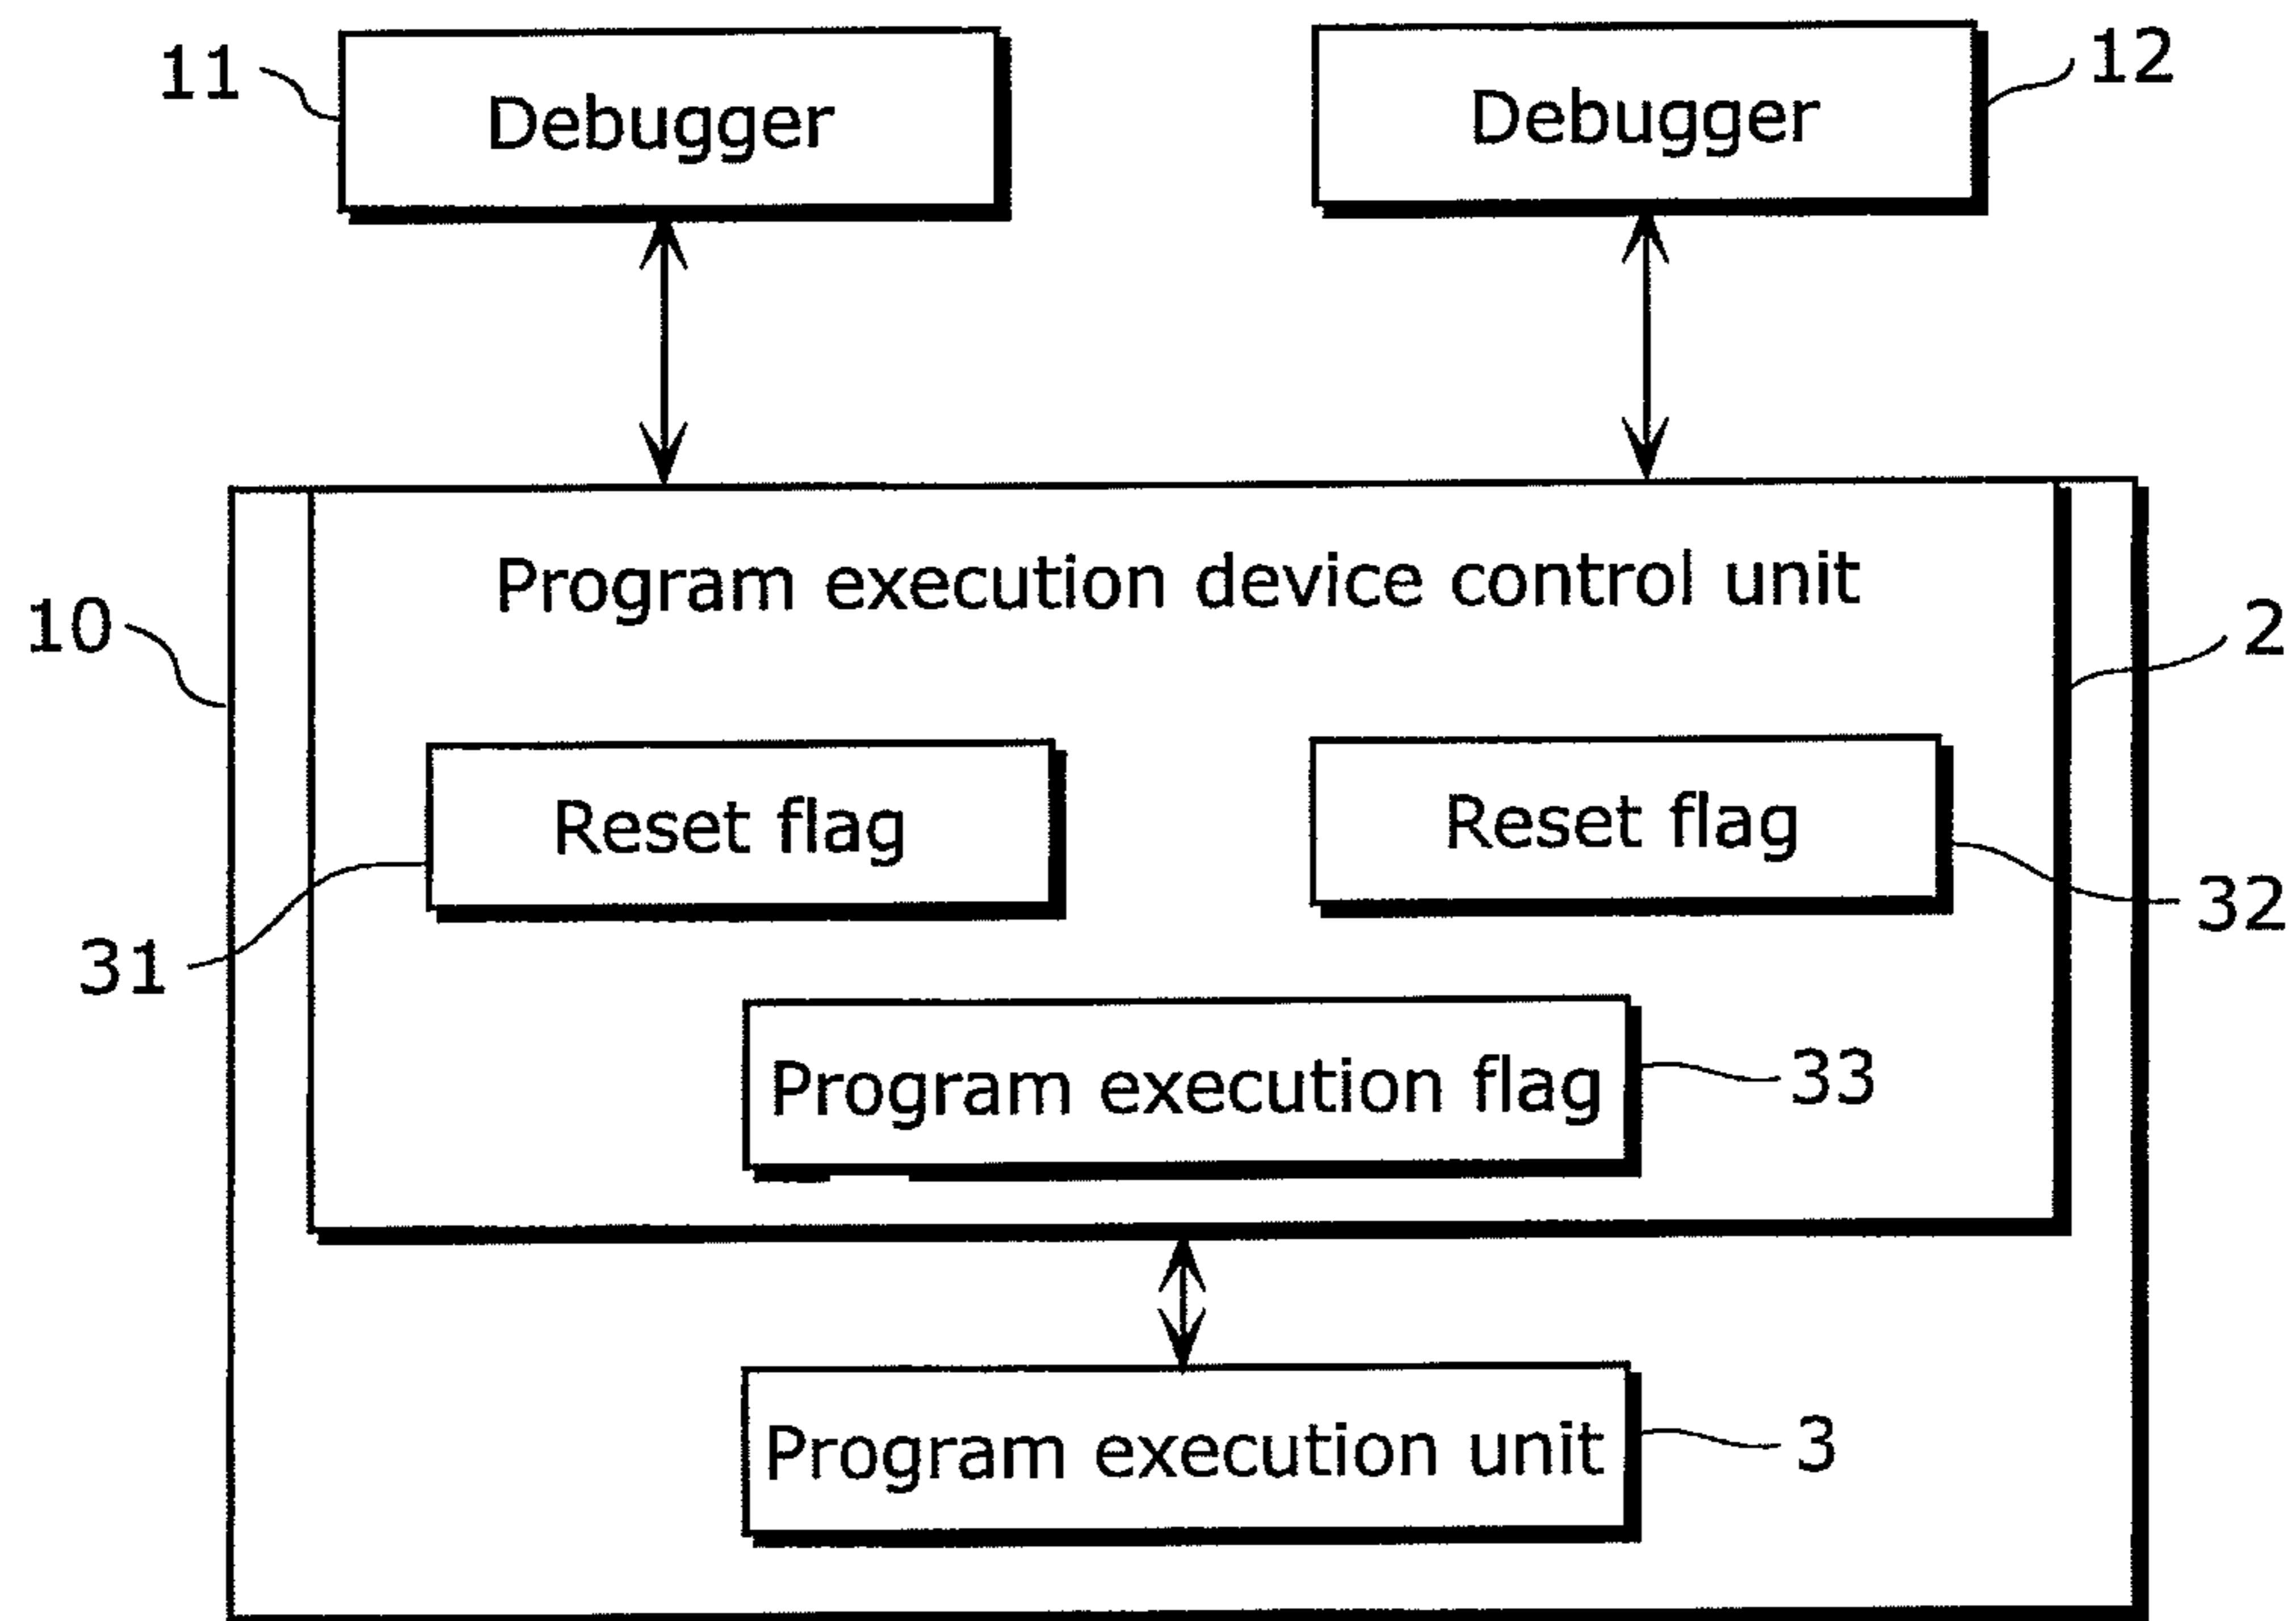 11
Debugger
Debugger
12
Program execution device control unit
10
2
Reset flag
Reset flag
31
32
Program execution flag
33
Program execution unit
3